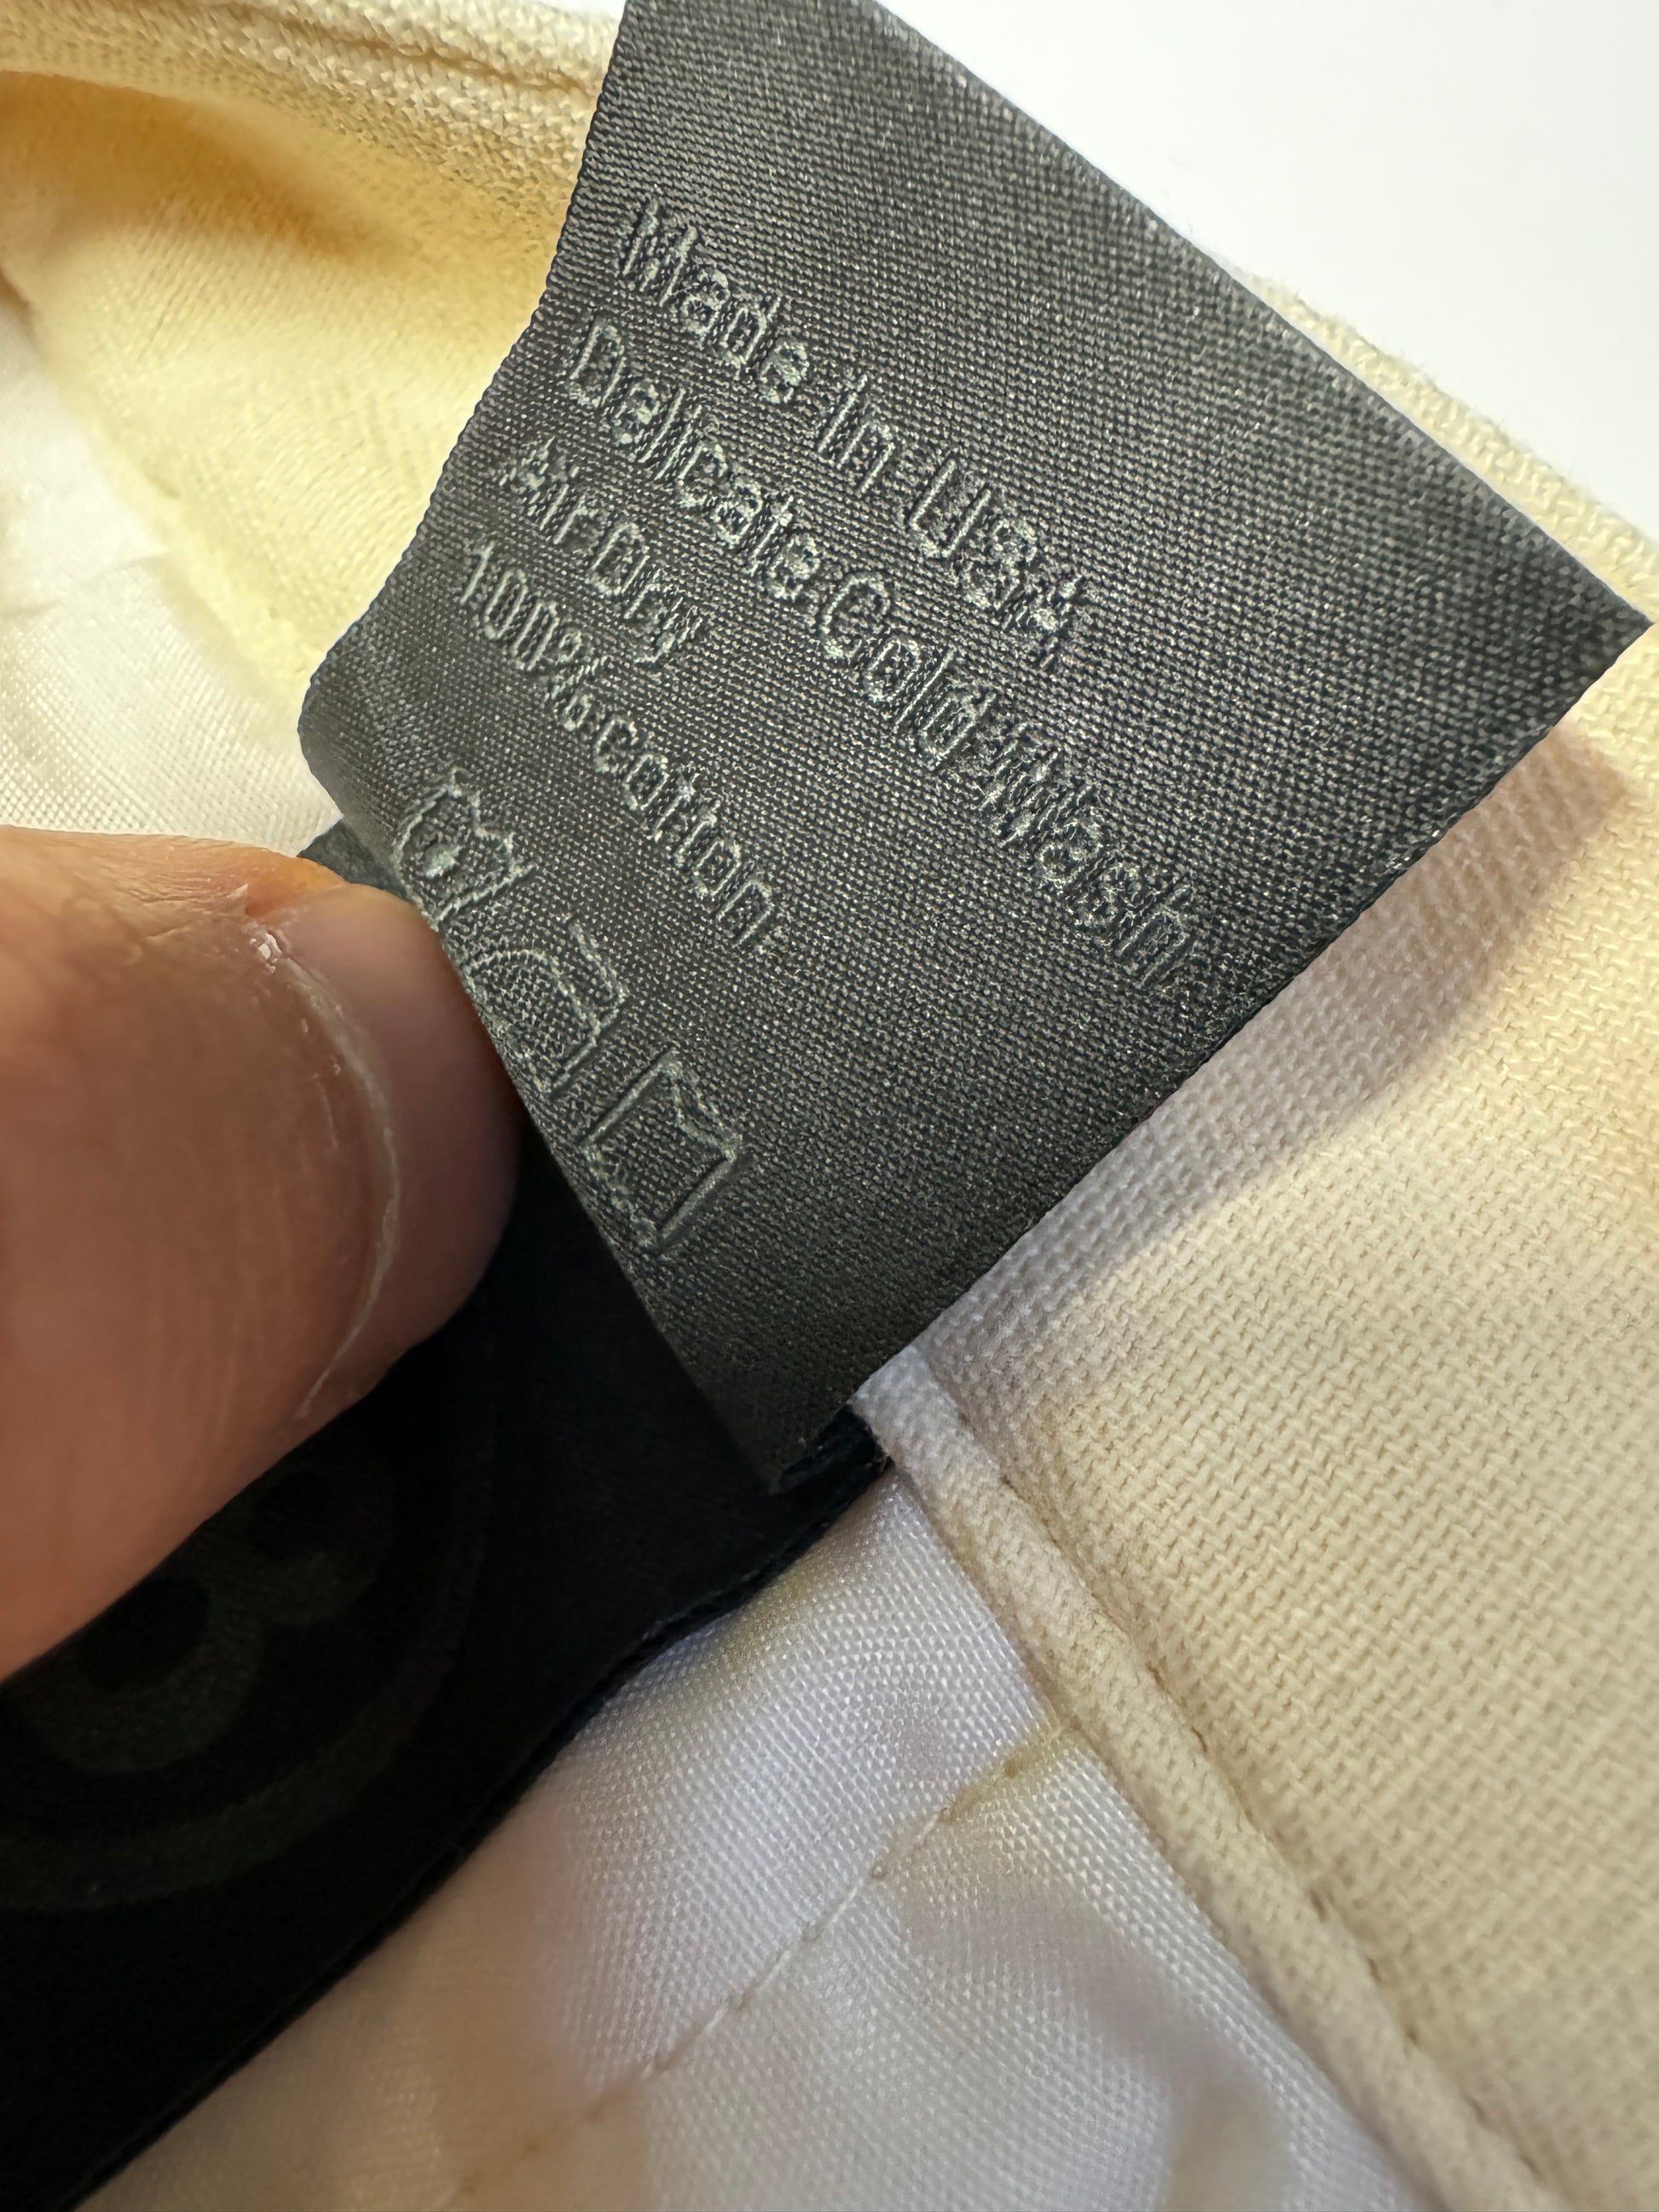 Made in USA
Delicate Cold Wash
Air Dry
100% cotton